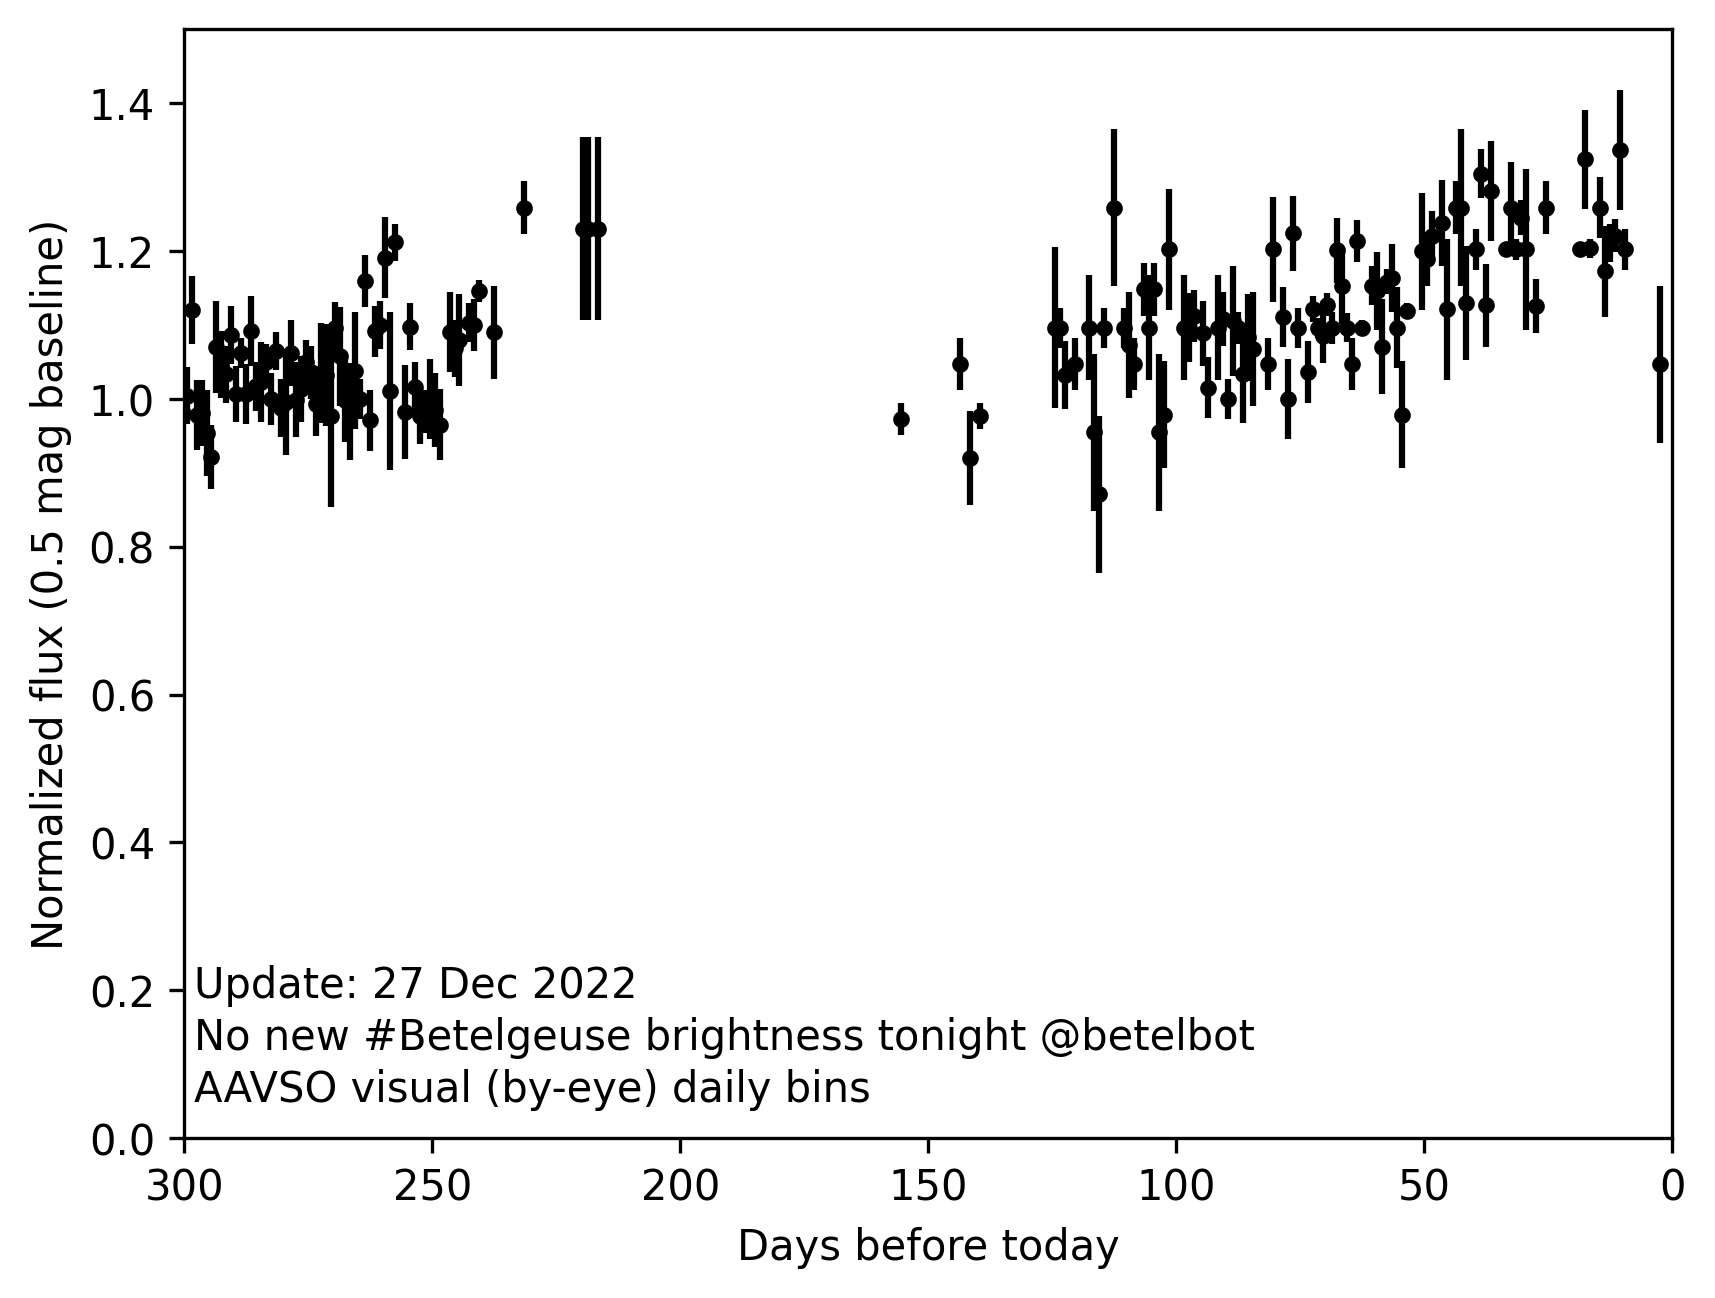 1.4
1.2
1.0
0.8
0.6
0.4
0.2
0.0
Normalized flux (0.5 mag baseline)
Update: 27 Dec 2022
No new #Betelgeuse brightness tonight @betelbot
AAVSO visual (by-eye) daily bins
300 250 200 150 100 50 0
Days before today